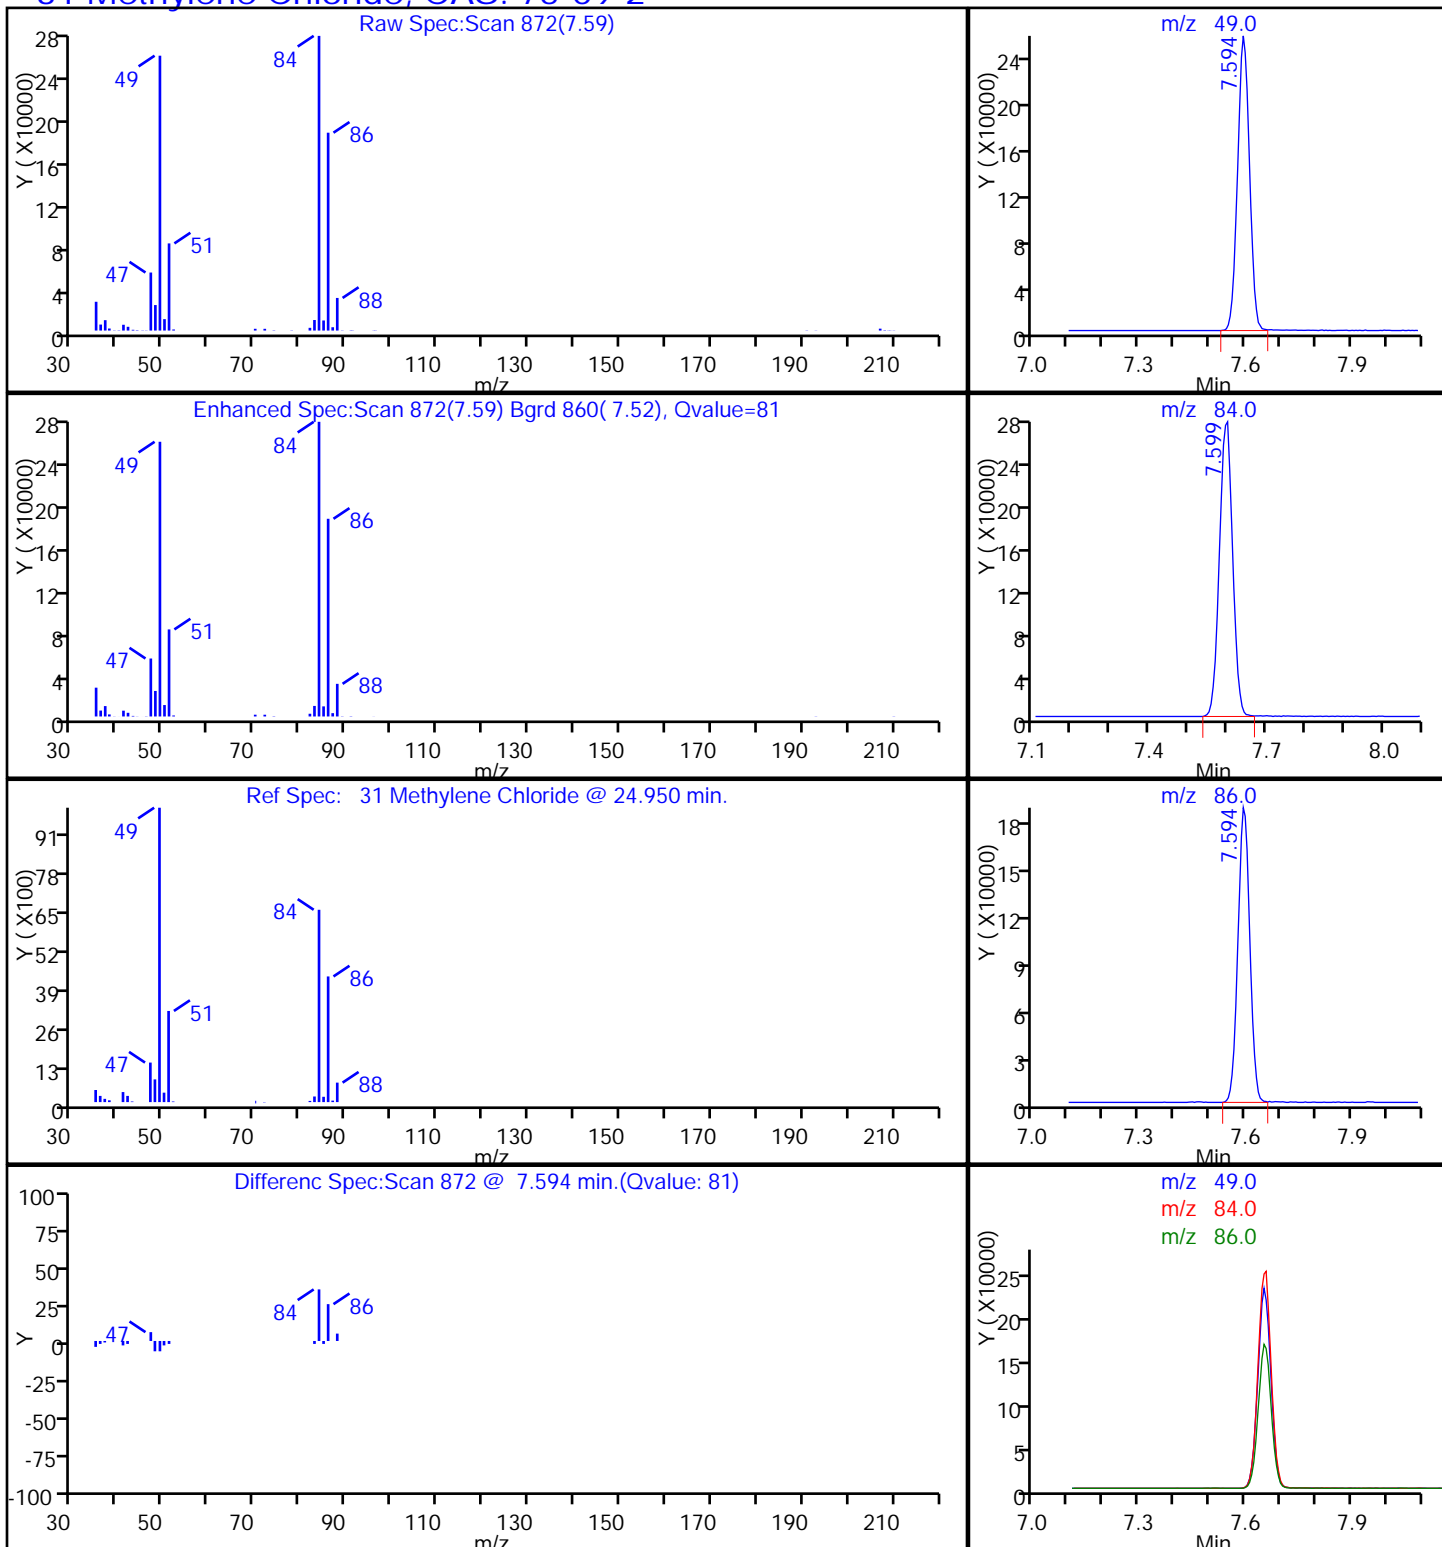 31 Methylene Chloride, CAS: 75-09-2
Raw Spec:Scan 872(7.59)
Y ( X10000)
28
24
20
16
12
8
4
0
49
84
86
51
47
88
30 50 70 90 110 130 150 170 190 210
m/z
m/z 49.0
Y ( X10000)
24
20
16
12
8
4
0
7.594
7.0 7.3 7.6 7.9
Min
Enhanced Spec:Scan 872(7.59) Bgrd 860( 7.52), Qvalue=81
Y ( X10000)
28
24
20
16
12
8
4
0
49
84
86
51
47
88
30 50 70 90 110 130 150 170 190 210
m/z
m/z 84.0
Y ( X10000)
28
24
20
16
12
8
4
0
7.599
7.1 7.4 7.7 8.0
Min
Ref Spec: 31 Methylene Chloride @ 24.950 min.
Y ( X100)
91
78
65
52
39
26
13
0
49
84
86
51
47
88
30 50 70 90 110 130 150 170 190 210
m/z
m/z 86.0
Y ( X10000)
18
15
12
9
6
3
0
7.594
7.0 7.3 7.6 7.9
Min
Differenc Spec:Scan 872 @ 7.594 min.(Qvalue: 81)
Y
100
75
50
25
0
-25
-50
-75
-100
47
84
86
30 50 70 90 110 130 150 170 190 210
m/z
m/z 49.0
m/z 84.0
m/z 86.0
Y ( X10000)
25
20
15
10
5
0
7.0 7.3 7.6 7.9
Min